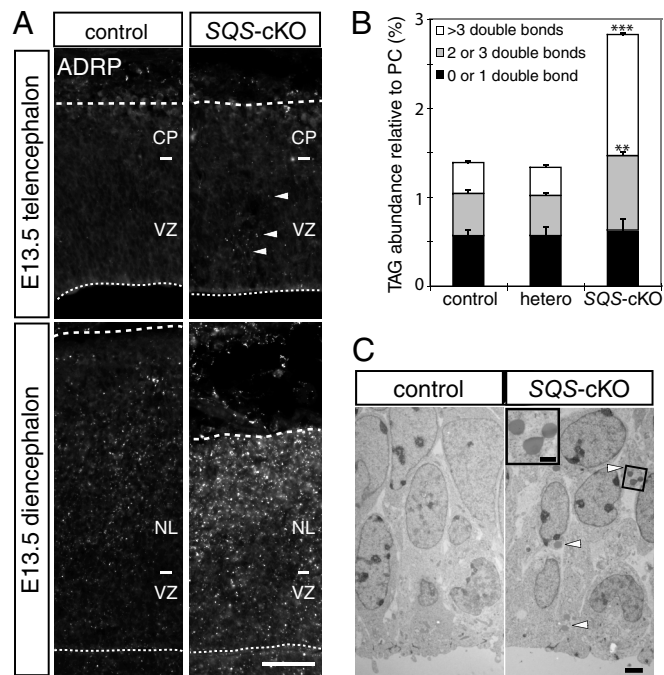 A
control
SQS-cKO
E13.5 telencephalon
ADRP
CP
VZ
CP
VZ
E13.5 diencephalon
NL
VZ
NL
VZ
B
TAG abundance relative to PC (%)
3
2
1
0
>3 double bonds
2 or 3 double bonds
0 or 1 double bond
***
**
control
hetero
SQS-cKO
C
control
SQS-cKO